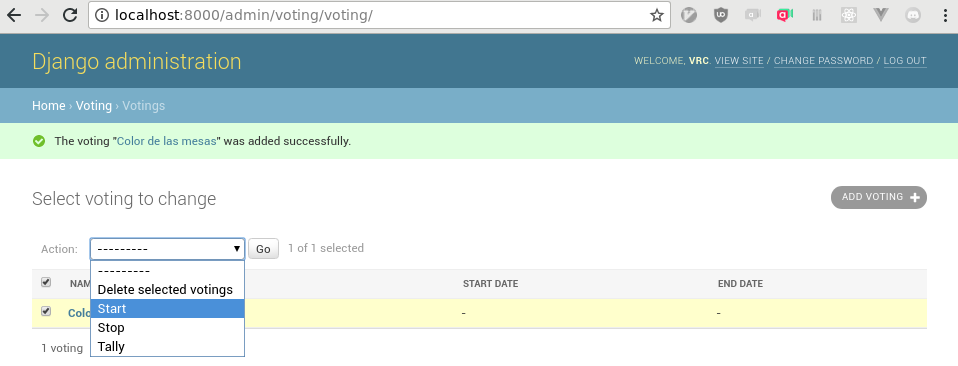 localhost:8000/admin/voting/voting/
Django administration
WELCOME, VRC. VIEW SITE / CHANGE PASSWORD / LOG OUT
Home › Voting › Votings
The voting "Color de las mesas" was added successfully.
Select voting to change
ADD VOTING +
Action: --------- Go 1 of 1 selected
---------
Delete selected votings
Start
Stop
Tally
NAM START DATE END DATE
Colo - -
1 voting